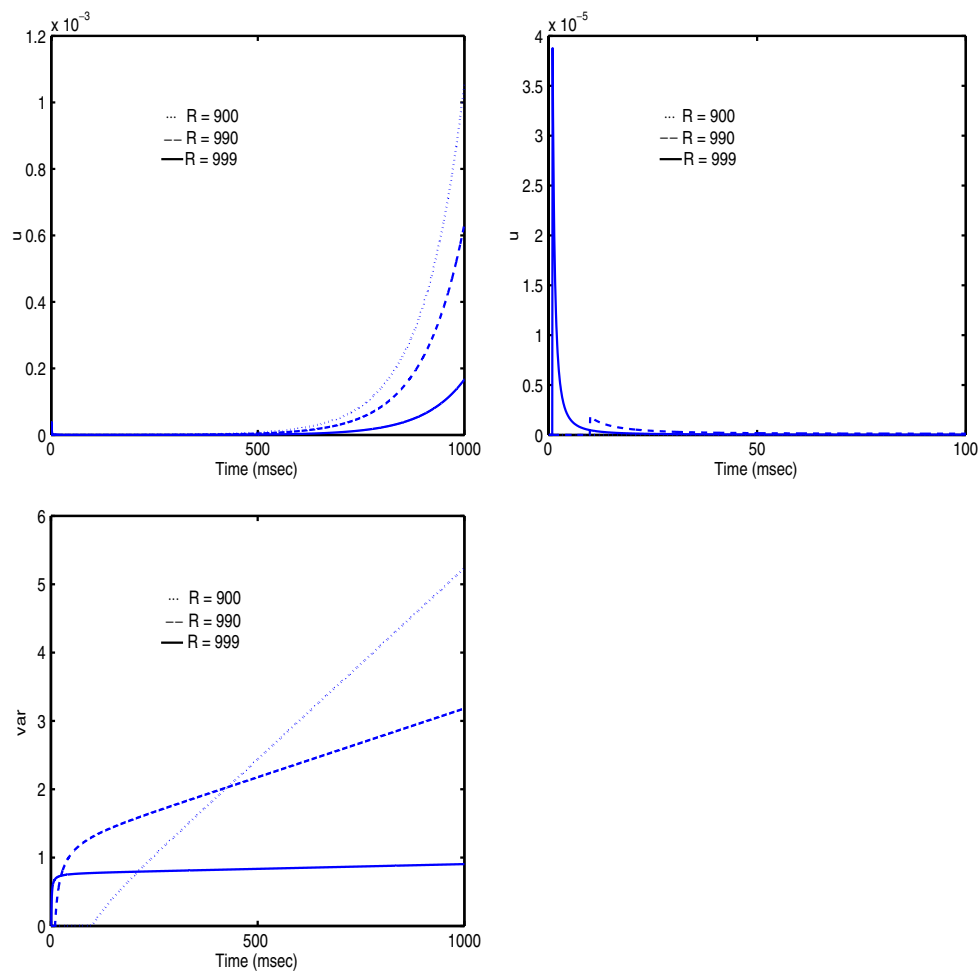 x 10⁻³
1.2
1
0.8
0.6
0.4
0.2
0
u
··· R = 900
−− R = 990
R = 999
0
500
1000
Time (msec)
x 10⁻⁵
4
3.5
3
2.5
2
1.5
1
0.5
0
u
··· R = 900
−− R = 990
R = 999
0
50
100
Time (msec)
6
5
4
3
2
1
0
var
··· R = 900
−− R = 990
R = 999
0
500
1000
Time (msec)